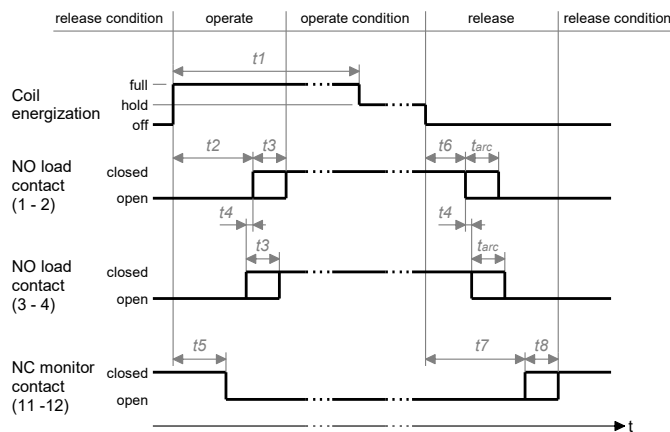 release condition operate operate condition release release condition
t1
full
hold
off
Coil
energization
t2 t3 t6 tarc
NO load
contact
(1 - 2)
closed
open
t4 t4
t3 tarc
NO load
contact
(3 - 4)
closed
open
t5 t7 t8
NC monitor
contact
(11 -12)
closed
open
t